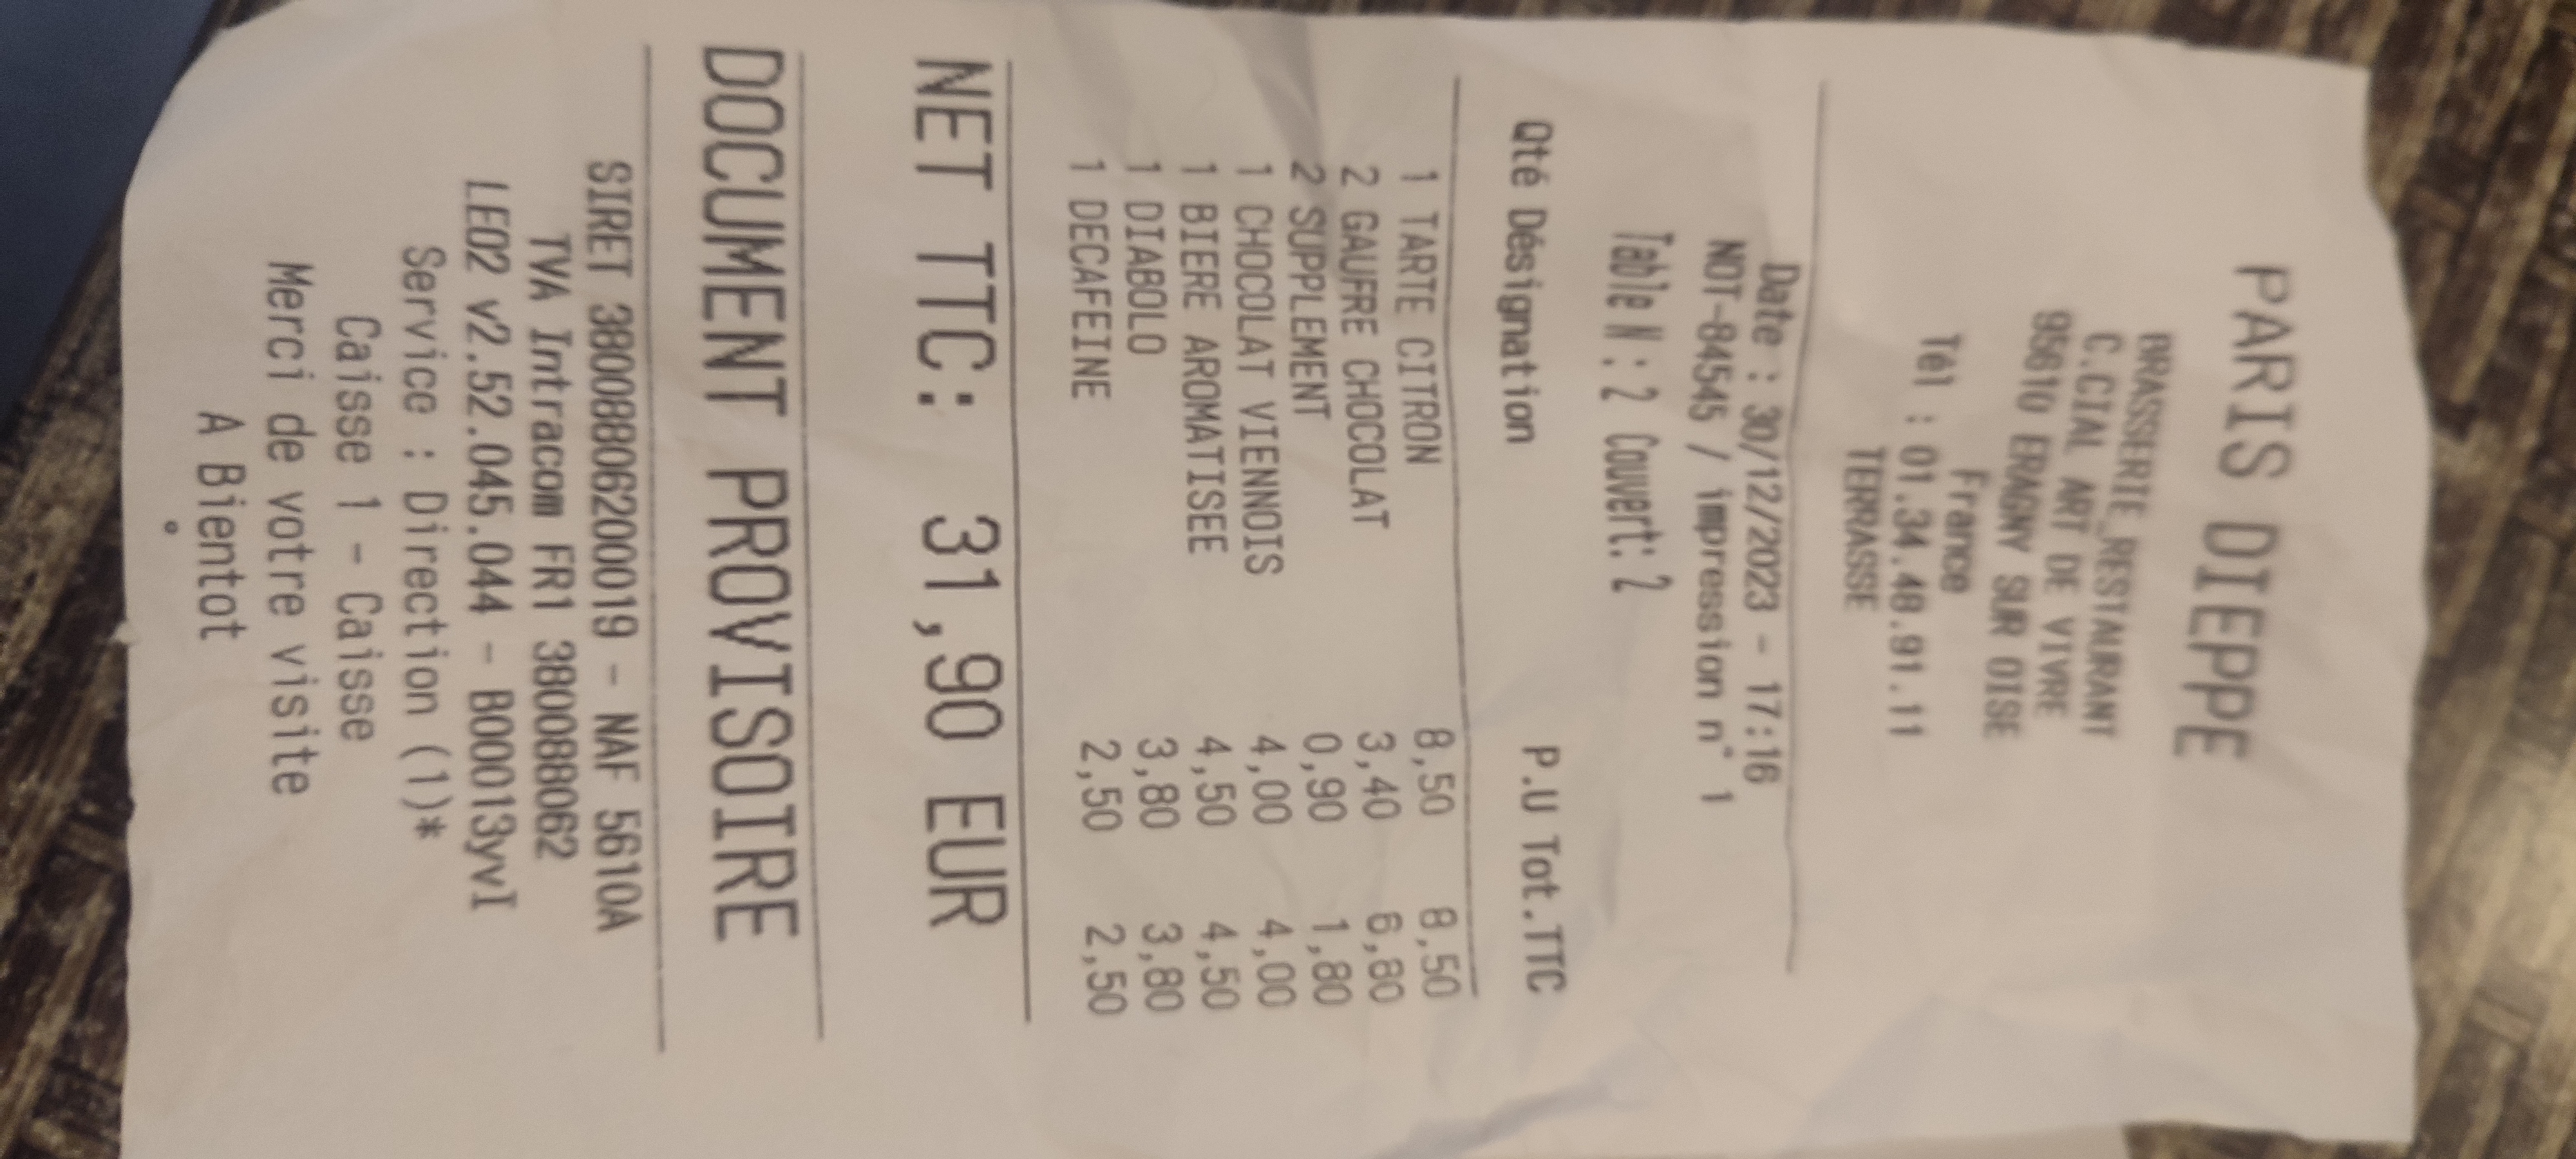 PARIS DIEPPE
BRASSERIE RESTAURANT
C.CIAL ART DE VIVRE
95610 ERAGNY SUR OISE
France
Tél : 01.34.48.91.11
TERRASSE
Date : 30/12/2023 - 17:16
NOT-84545 / impression n° 1
Table N : 2 Couvert: 2
Qté Désignation P.U Tot.TTC
1 TARTE CITRON 8,50 8,50
2 GAUFRE CHOCOLAT 3,40 6,80
2 SUPPLEMENT 0,90 1,80
1 CHOCOLAT VIENNOIS 4,00 4,00
1 BIERE AROMATISEE 4,50 4,50
1 DIABOLO 3,80 3,80
1 DECAFEINE 2,50 2,50
NET TTC: 31,90 EUR
DOCUMENT PROVISOIRE
SIRET 38008806200019 - NAF 5610A
TVA Intracom FR1 380088062
LEO2 v2.52.045.044 - B00013yvI
Service : Direction (1)*
Caisse 1 - Caisse
Merci de votre visite
A Bientot